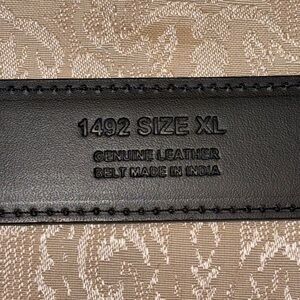 1492 SIZE XL
GENUINE LEATHER
BELT MADE IN INDIA